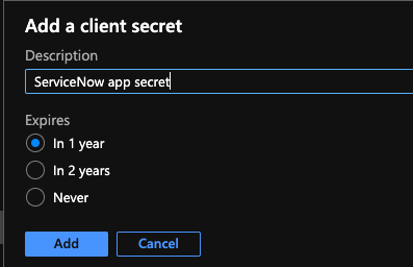 Add a client secret
Description
ServiceNow app secret
Expires
In 1 year
In 2 years
Never
Add Cancel